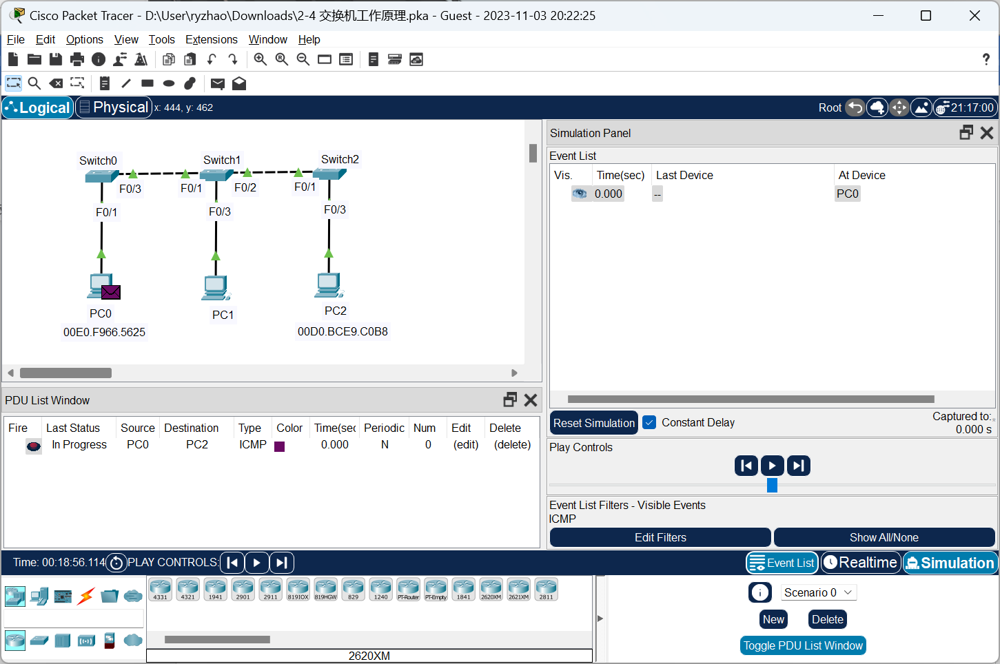 Cisco Packet Tracer - D:\User\ryzhao\Downloads\2-4 交换机工作原理.pka - Guest - 2023-11-03 20:22:25
File Edit Options View Tools Extensions Window Help
?
Logical Physical x: 444, y: 462 Root 21:17:00
Switch0 Switch1 Switch2
F0/3 F0/1 F0/2 F0/1
F0/1 F0/3 F0/3
PC0 PC1 PC2
00E0.F966.5625 00D0.BCE9.C0B8
Simulation Panel
Event List
Vis. Time(sec) Last Device At Device
0.000 -- PC0
Reset Simulation Constant Delay Captured to:*
0.000 s
Play Controls
Event List Filters - Visible Events
ICMP
Edit Filters Show All/None
PDU List Window
Fire Last Status Source Destination Type Color Time(sec Periodic Num Edit Delete
In Progress PC0 PC2 ICMP 0.000 N 0 (edit) (delete)
Time: 00:18:56.114 PLAY CONTROLS: Event List Realtime Simulation
4331 4321 1941 2901 2911 819IOX 819HGW 829 1240 PT-Router PT-Empty 1841 2620XM 2621XM 2811
2620XM
Scenario 0
New Delete
Toggle PDU List Window